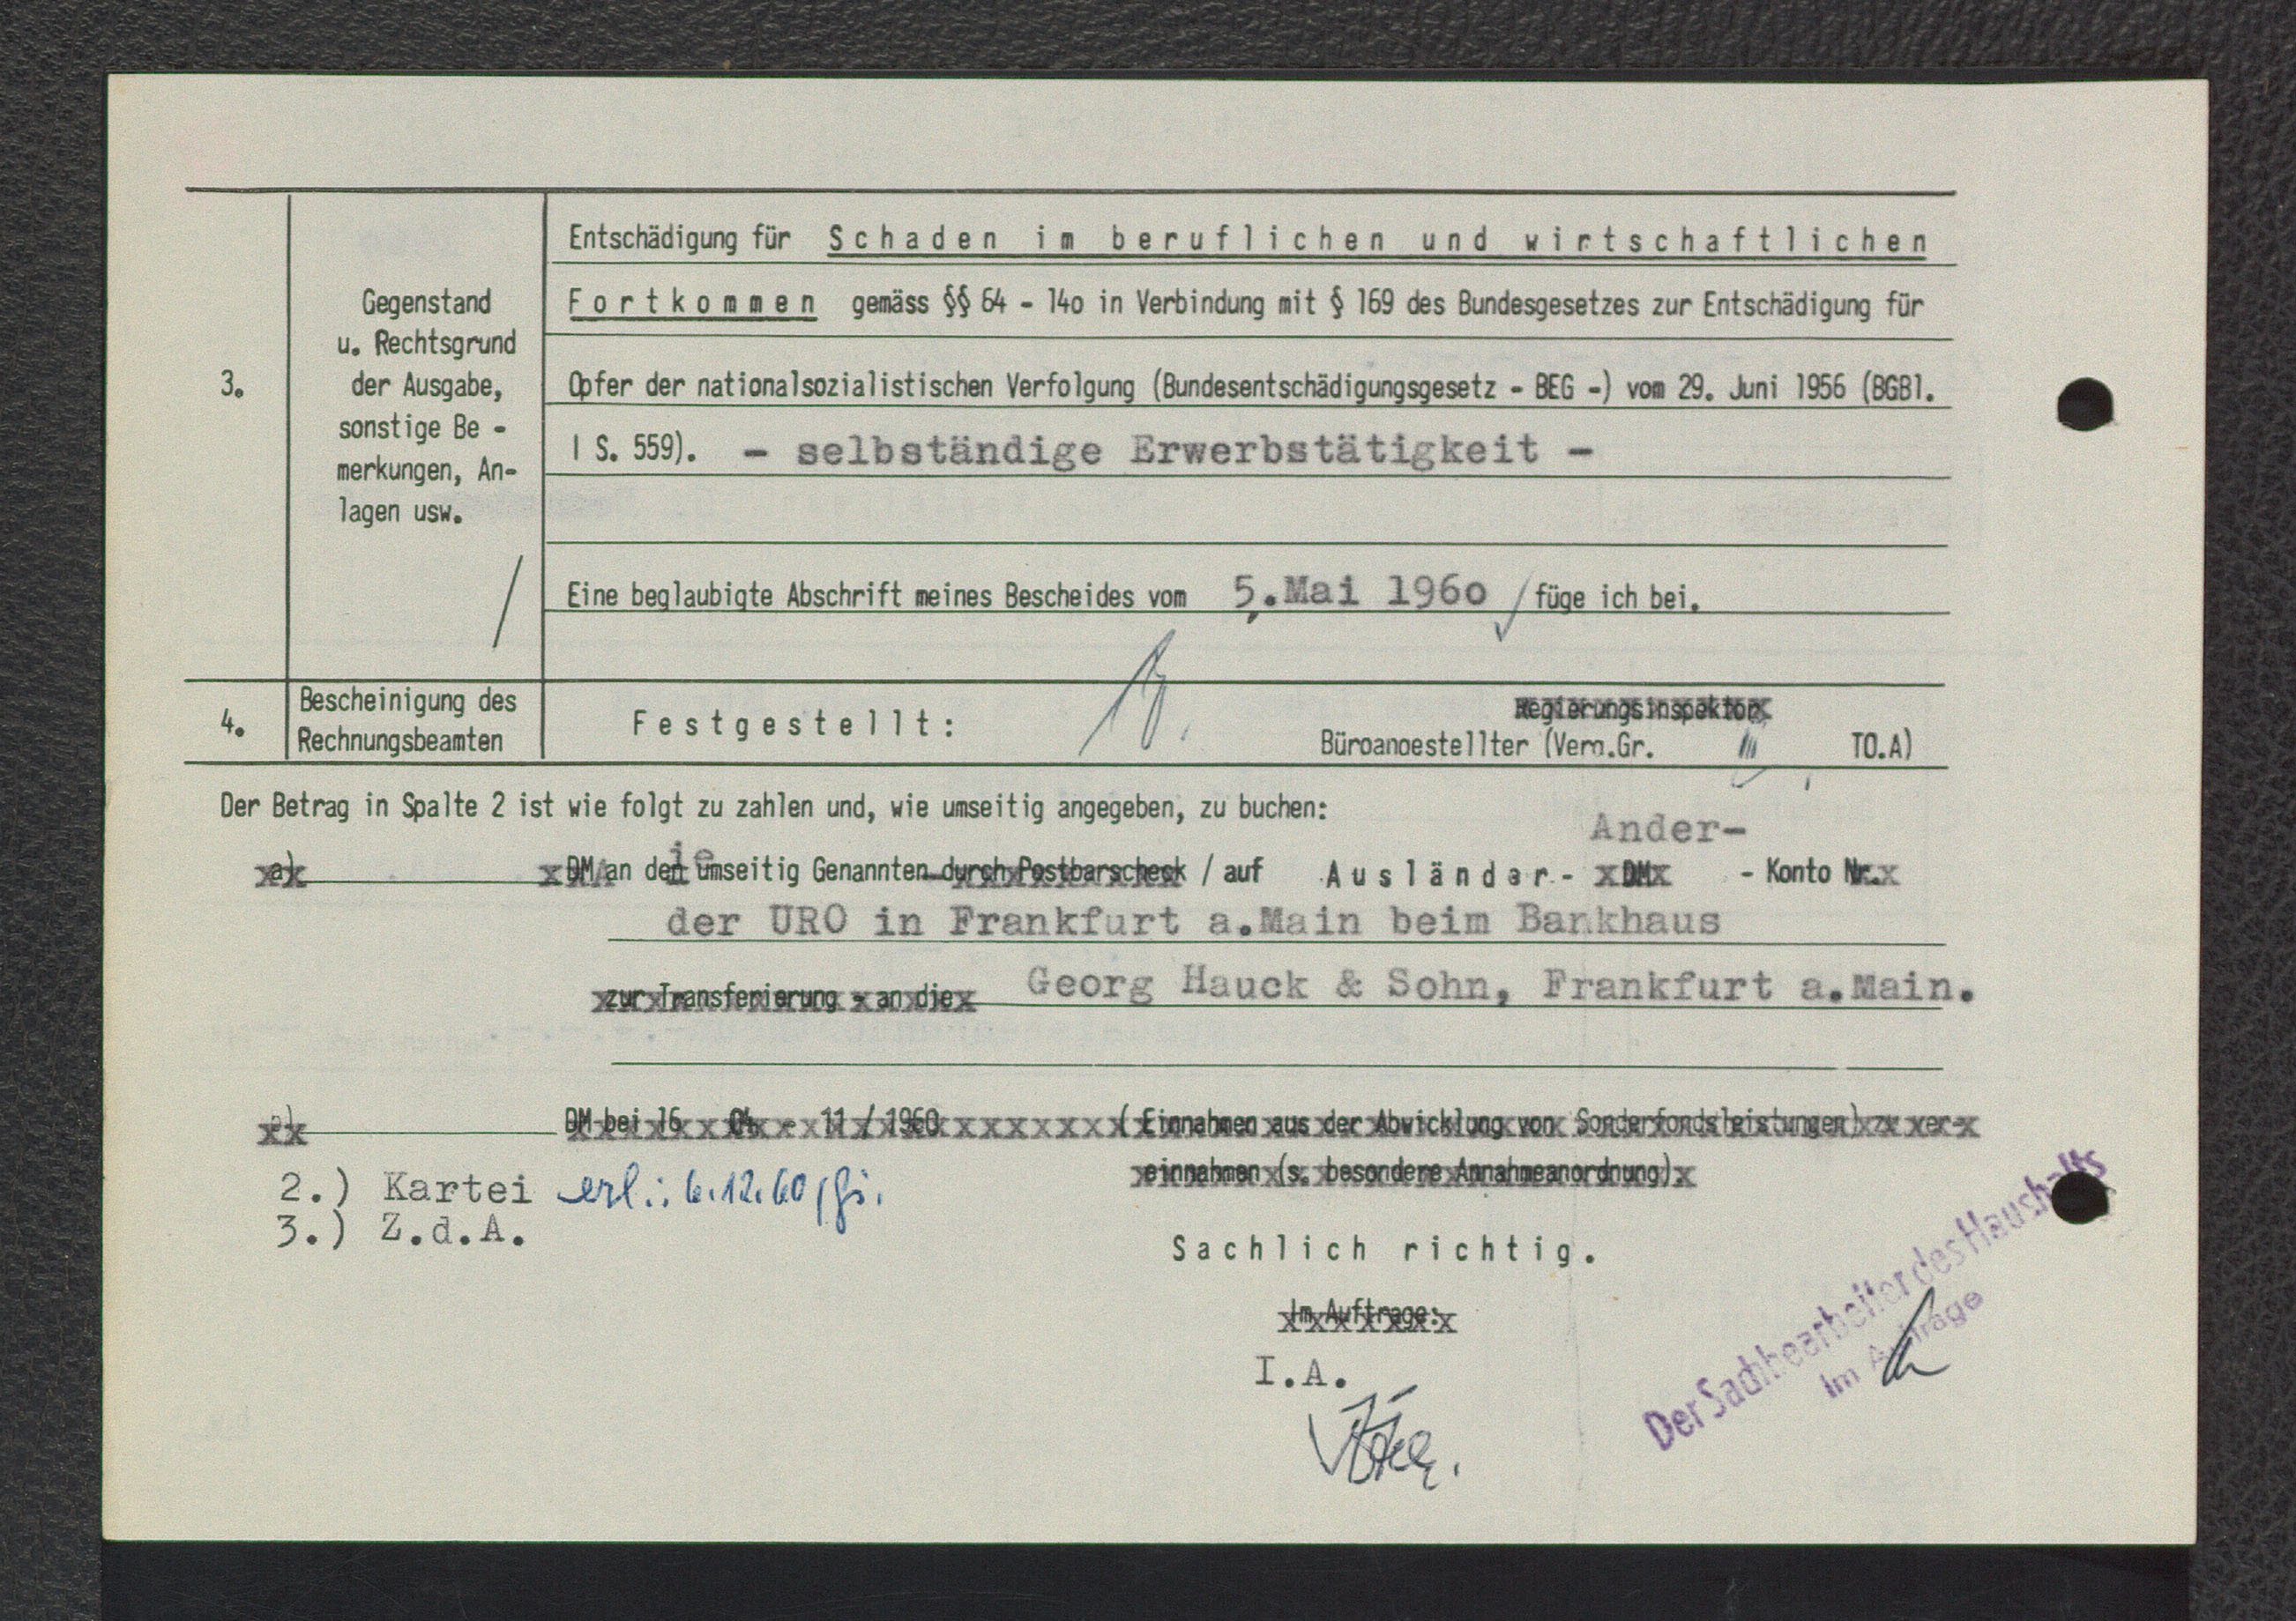 3.
Gegenstand
u. Rechtsgrund
der Ausgabe,
sonstige Be -
merkungen, An-
lagen usw.
Entschädigung für Schaden im beruflichen und wirtschaftlichen
Fortkommen gemäss §§ 64 - 14o in Verbindung mit § 169 des Bundesgesetzes zur Entschädigung für
Opfer der nationalsozialistischen Verfolgung (Bundesentschädigungsgesetz - BEG -) vom 29. Juni 1956 (BGBl.
I S. 559). - selbständige Erwerbstätigkeit -
Eine beglaubigte Abschrift meines Bescheides vom 5.Mai 196o füge ich bei.
4.
Bescheinigung des
Rechnungsbeamten
Festgestellt:
Regierungsinspektor
Büroangestellter (Verg.Gr. III TO.A)
Der Betrag in Spalte 2 ist wie folgt zu zahlen und, wie umseitig angegeben, zu buchen:
Ander-
a) DM an die umseitig Genannten durch Postbarscheck / auf Ausländer- DM - Konto Nr.
der URO in Frankfurt a.Main beim Bankhaus
zur Transferierung - an die Georg Hauck & Sohn, Frankfurt a.Main.
DM bei 16 04 - 11 / 1960 ( Einnahmen aus der Abwicklung von Sonderfondsleistungen) zu ver-
einnahmen (s. besondere Annahmeanordnung).
2.) Kartei erl.: 6.12.60
3.) Z.d.A.
Sachlich richtig.
Im Auftrage:
I.A.
Der Sachbearbeiter des Haushalts
Im Auftrage